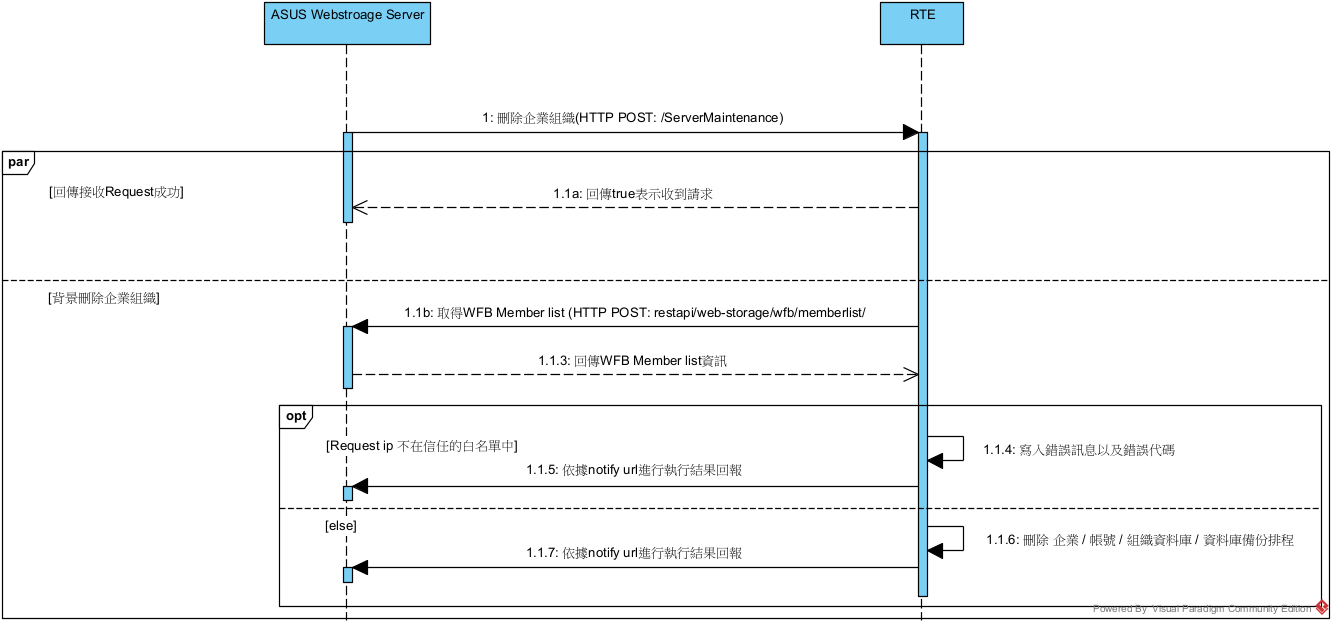 ASUS Webstroage Server
RTE
1: 刪除企業組織(HTTP POST: /ServerMaintenance)
par
[回傳接收Request成功]
1.1a: 回傳true表示收到請求
[背景刪除企業組織]
1.1b: 取得WFB Member list (HTTP POST: restapi/web-storage/wfb/memberlist/
1.1.3: 回傳WFB Member list資訊
opt
[Request ip 不在信任的白名單中]
1.1.4: 寫入錯誤訊息以及錯誤代碼
1.1.5: 依據notify url進行執行結果回報
[else]
1.1.6: 刪除 企業 / 帳號 / 組織資料庫 / 資料庫備份排程
1.1.7: 依據notify url進行執行結果回報
Powered By Visual Paradigm Community Edition